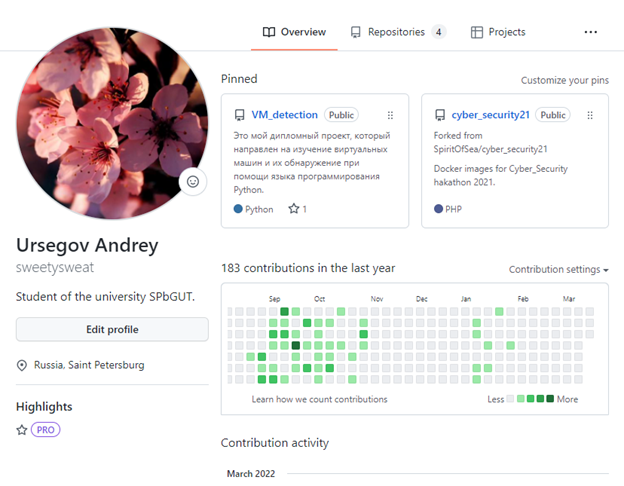 Overview
Repositories 4
Projects
Pinned
Customize your pins
VM_detection Public
Это мой дипломный проект, который
направлен на изучение виртуальных
машин и их обнаружение при
помощи языка программирования
Python.
Python 1
cyber_security21 Public
Forked from
SpiritOfSea/cyber_security21
Docker images for Cyber_Security
hakathon 2021.
PHP
Ursegov Andrey
sweetysweat
Student of the university SPbGUT.
Edit profile
Russia, Saint Petersburg
Highlights
PRO
183 contributions in the last year
Contribution settings
Sep Oct Nov Dec Jan Feb Mar
Learn how we count contributions
Less More
Contribution activity
March 2022